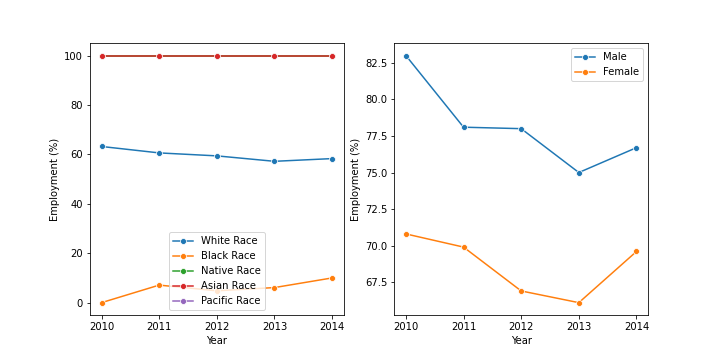 100
80
60
40
20
0
Employment (%)
White Race
Black Race
Native Race
Asian Race
Pacific Race
2010 2011 2012 2013 2014
Year
82.5
80.0
77.5
75.0
72.5
70.0
67.5
Employment (%)
Male
Female
2010 2011 2012 2013 2014
Year